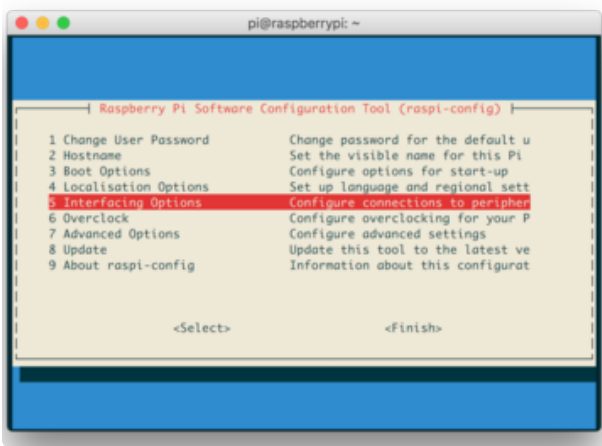 pi@raspberrypi: ~
Raspberry Pi Software Configuration Tool (raspi-config)
1 Change User Password Change password for the default u
2 Hostname Set the visible name for this Pi
3 Boot Options Configure options for start-up
4 Localisation Options Set up language and regional sett
5 Interfacing Options Configure connections to peripher
6 Overclock Configure overclocking for your P
7 Advanced Options Configure advanced settings
8 Update Update this tool to the latest ve
9 About raspi-config Information about this configurat
<Select> <Finish>